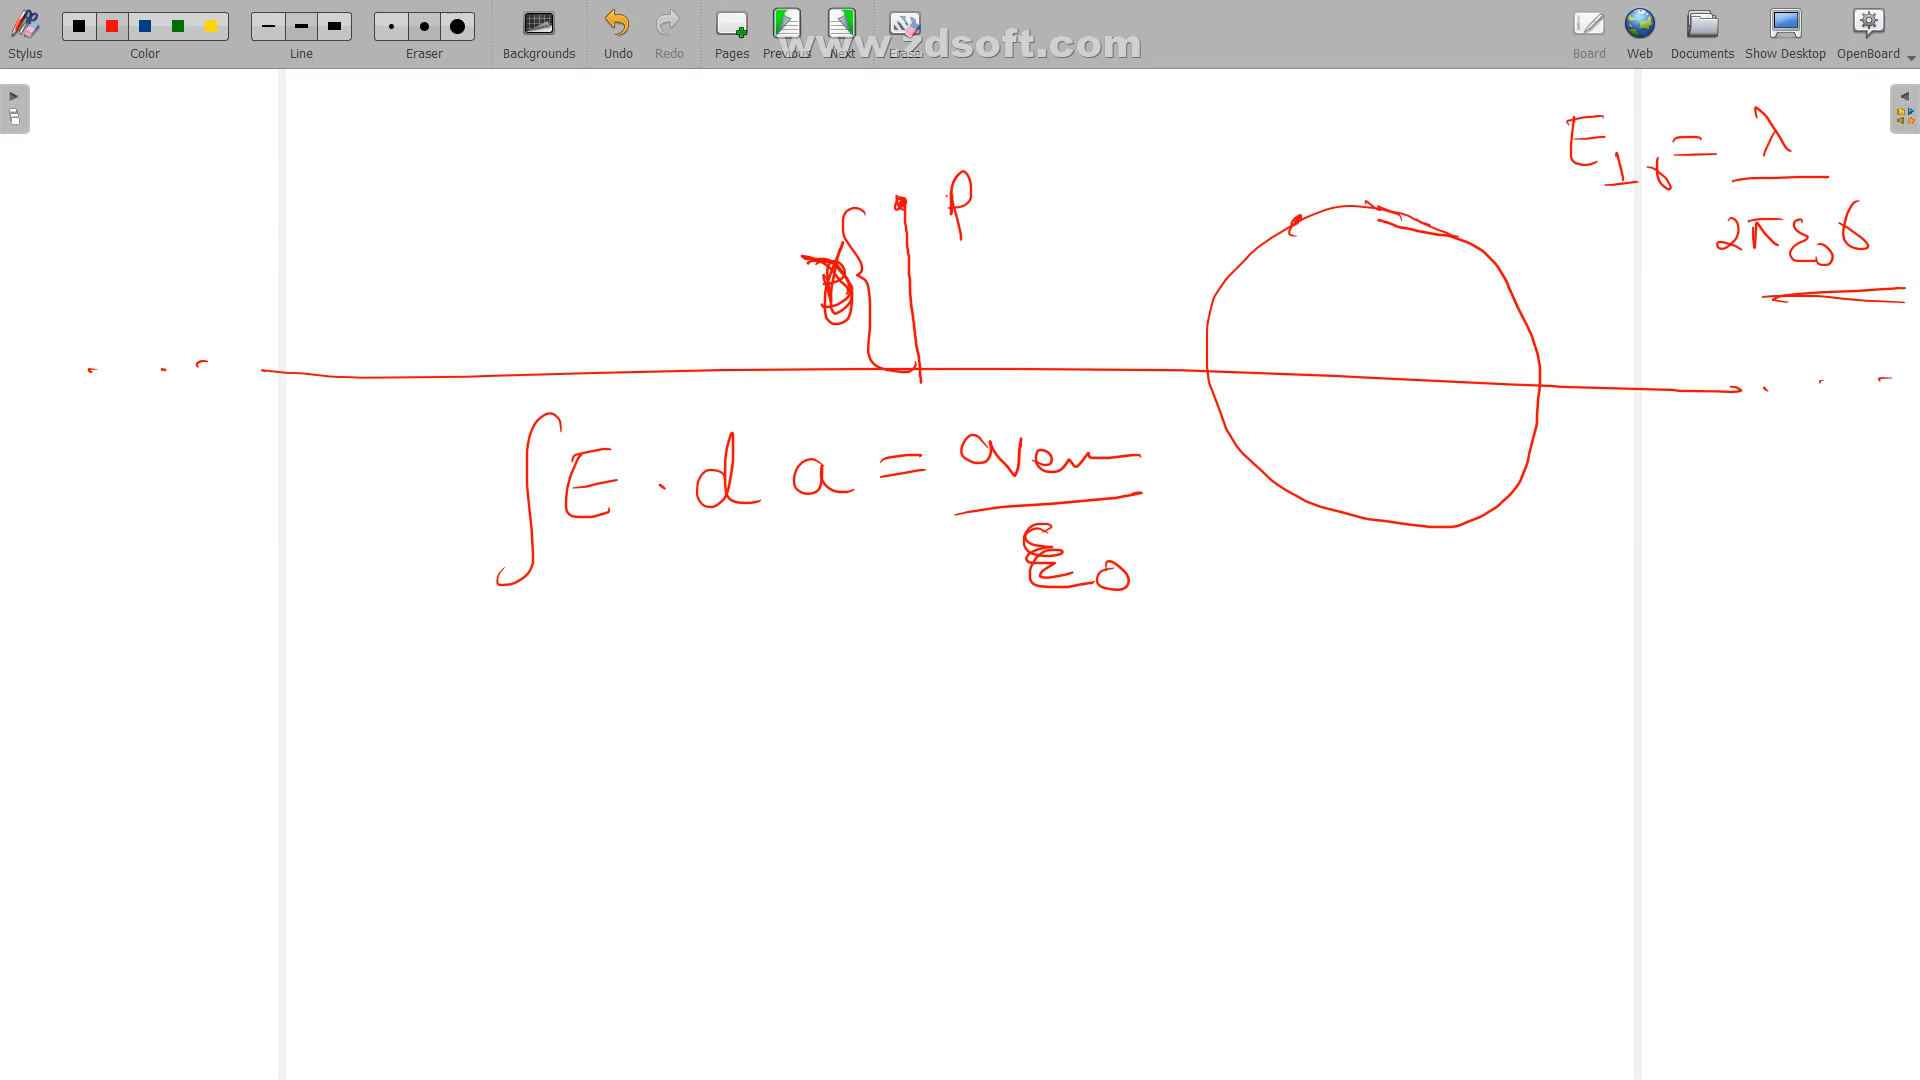 Stylus Color Line Eraser Backgrounds Undo Redo Pages Previous Next Erase Board Web Documents Show Desktop OpenBoard
www.zdsoft.com
E⊥r = λ / 2πε₀r
P
∫E · da = qen / ε₀